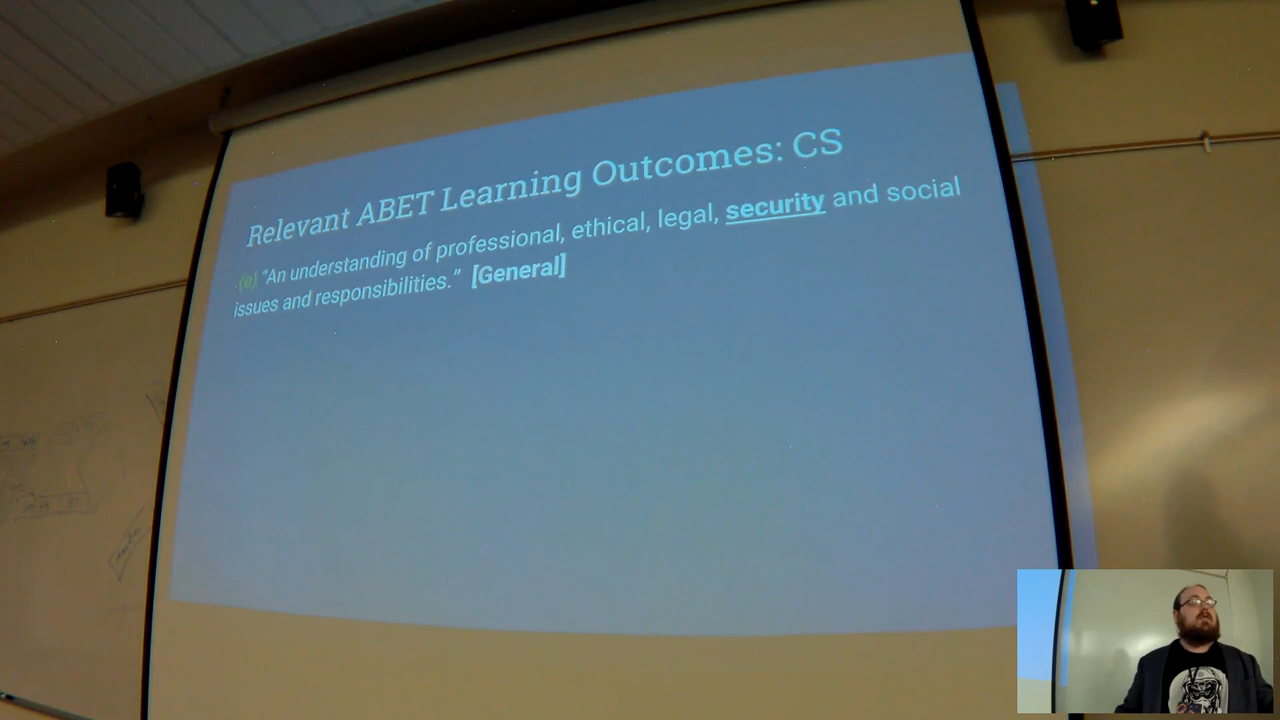 Relevant ABET Learning Outcomes: CS
(e) “An understanding of professional, ethical, legal, security and social
issues and responsibilities.” [General]